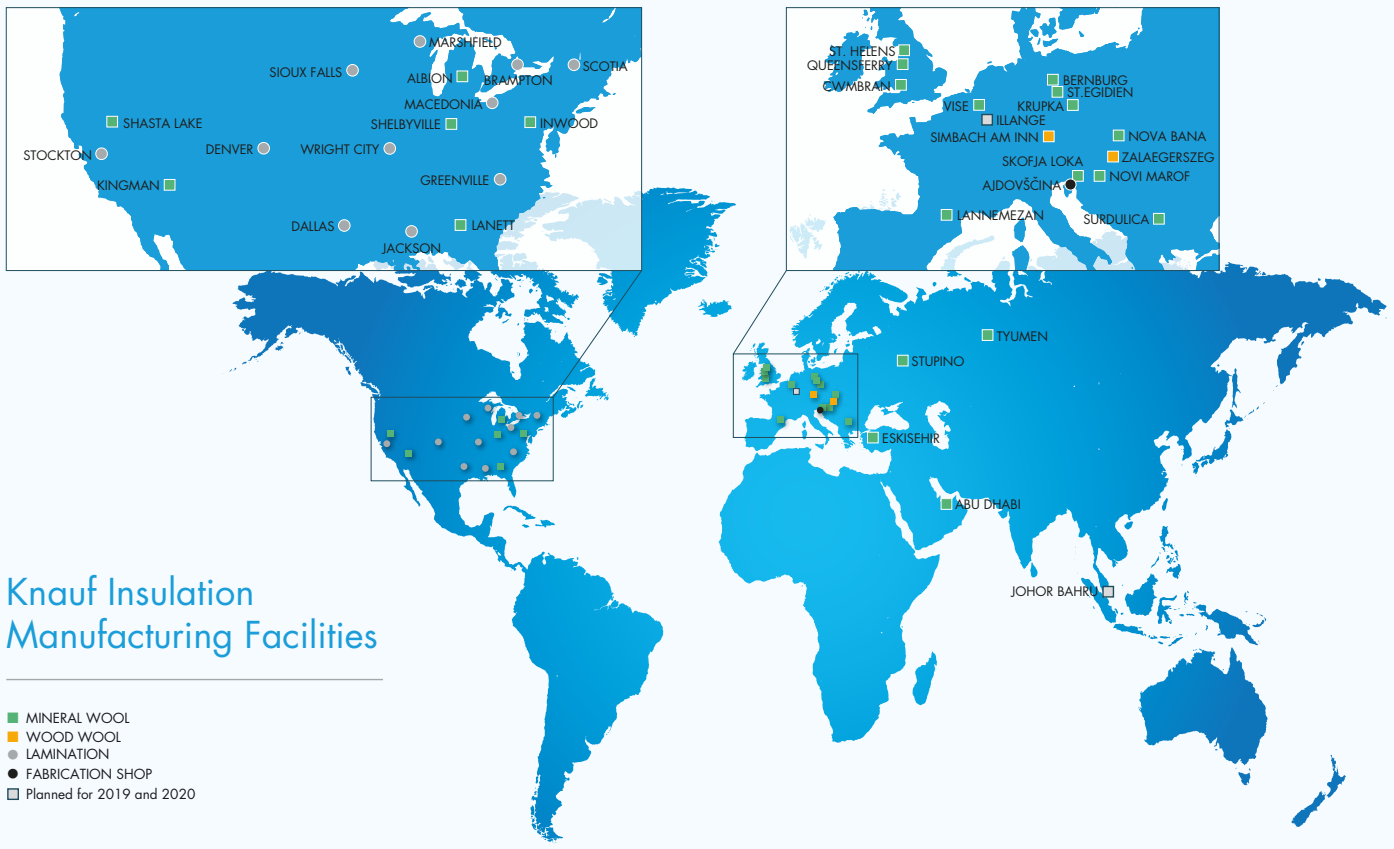 MARSHFIELD
SIOUX FALLS
ALBION
BRAMPTON
SCOTIA
MACEDONIA
SHASTA LAKE
SHELBYVILLE
INWOOD
STOCKTON
DENVER
WRIGHT CITY
KINGMAN
GREENVILLE
DALLAS
LANETT
JACKSON
ST. HELENS
QUEENSFERRY
CWMBRAN
BERNBURG
ST.EGIDIEN
VISE
KRUPKA
ILLANGE
SIMBACH AM INN
NOVA BANA
SKOFJA LOKA
ZALAEGERSZEG
AJDOVŠČINA
NOVI MAROF
LANNEMEZAN
SURDULICA
TYUMEN
STUPINO
ESKISEHIR
ABU DHABI
JOHOR BAHRU
Knauf Insulation
Manufacturing Facilities
MINERAL WOOL
WOOD WOOL
LAMINATION
FABRICATION SHOP
Planned for 2019 and 2020